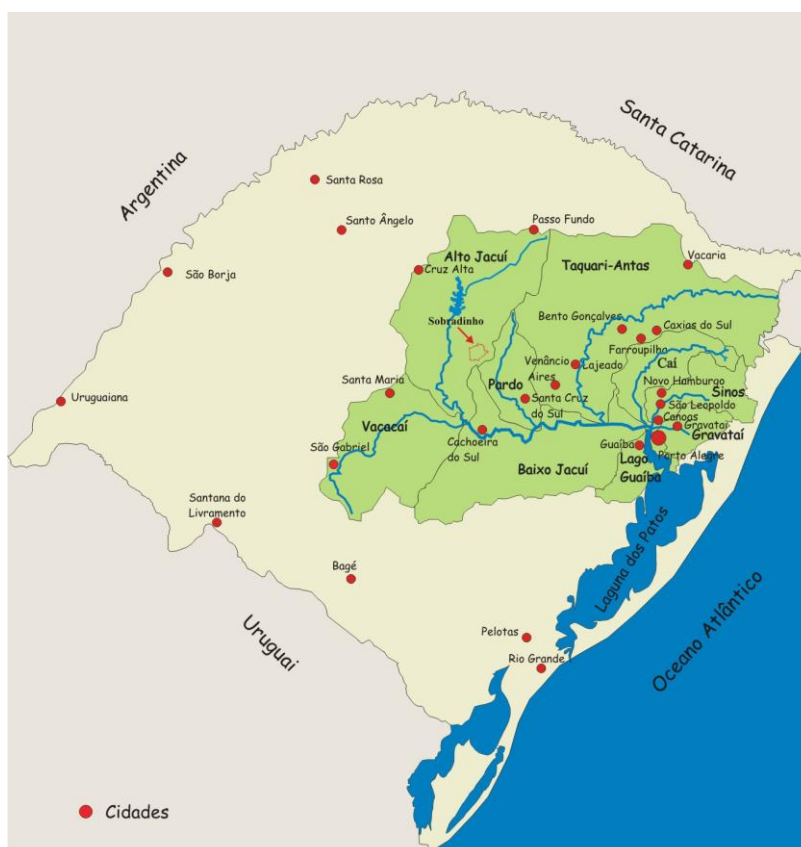 Santa Catarina
Argentina
Santa Rosa
Santo Ângelo
Passo Fundo
Alto Jacuí
Taquari-Antas
Vacaria
São Borja
Cruz Alta
Sobradinho
Bento Gonçalves
Caxias do Sul
Farroupilha
Caí
Venâncio
Aires
Lajeado
Santa Maria
Pardo
Santa Cruz
do Sul
Novo Hamburgo
Sinos
São Leopoldo
Canoas
Gravataí
Gravataí
Uruguaiana
Vacacaí
Cachoeira
do Sul
São Gabriel
Baixo Jacuí
Guaíba
Lago
Guaíba
Porto Alegre
Santana do
Livramento
Bagé
Laguna dos Patos
Uruguai
Pelotas
Rio Grande
Oceano Atlântico
Cidades